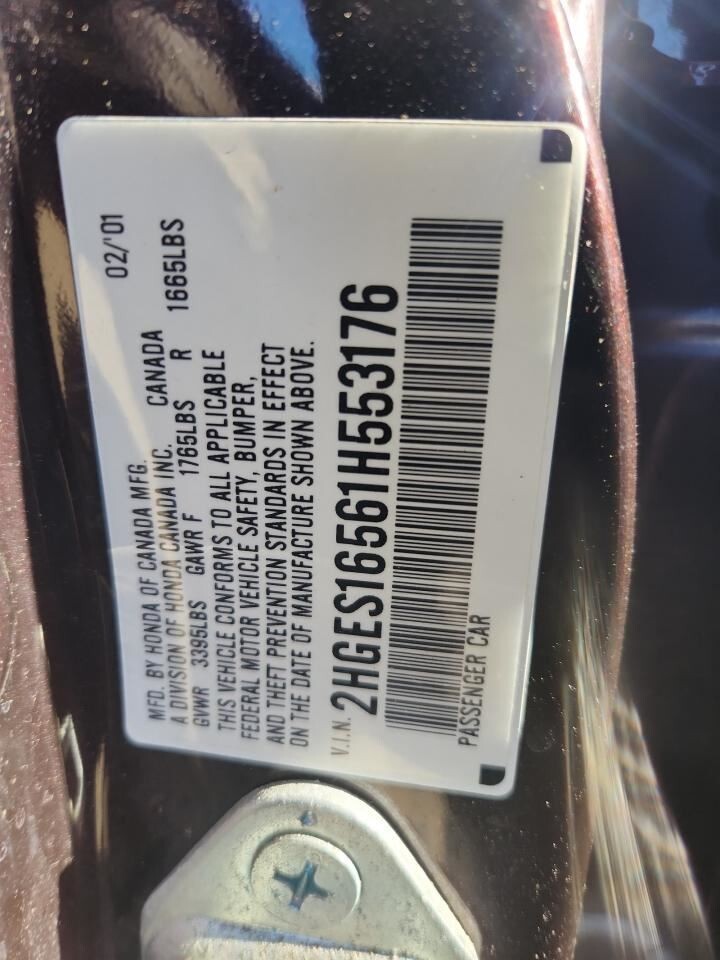 MFD. BY HONDA OF CANADA MFG. 02/'01
A DIVISION OF HONDA CANADA INC. CANADA
GVWR 3395LBS GAWR F 1765LBS R 1665LBS
THIS VEHICLE CONFORMS TO ALL APPLICABLE
FEDERAL MOTOR VEHICLE SAFETY, BUMPER,
AND THEFT PREVENTION STANDARDS IN EFFECT
ON THE DATE OF MANUFACTURE SHOWN ABOVE.
V.I.N. 2HGES16561H553176
PASSENGER CAR